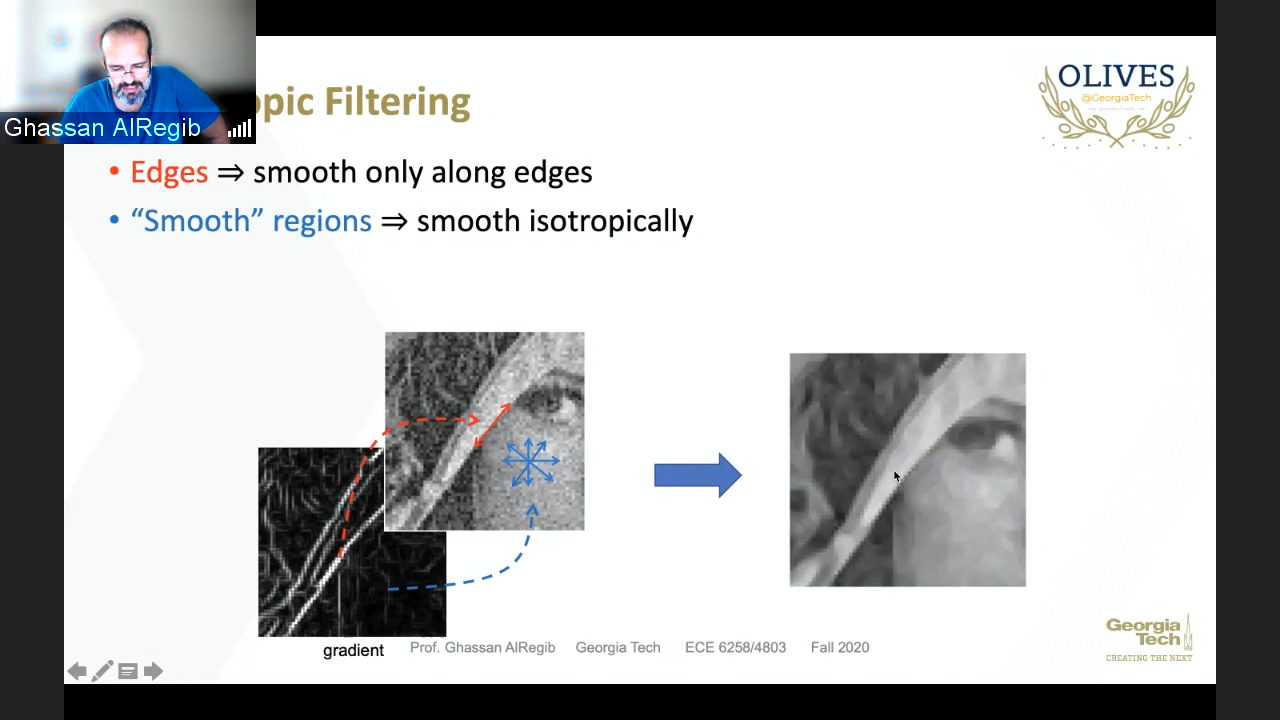 Ghassan AlRegib
opic Filtering
OLIVES
@GeorgiaTech
• Edges ⇒ smooth only along edges
• “Smooth” regions ⇒ smooth isotropically
gradient
Prof. Ghassan AlRegib Georgia Tech ECE 6258/4803 Fall 2020
Georgia
Tech
CREATING THE NEXT